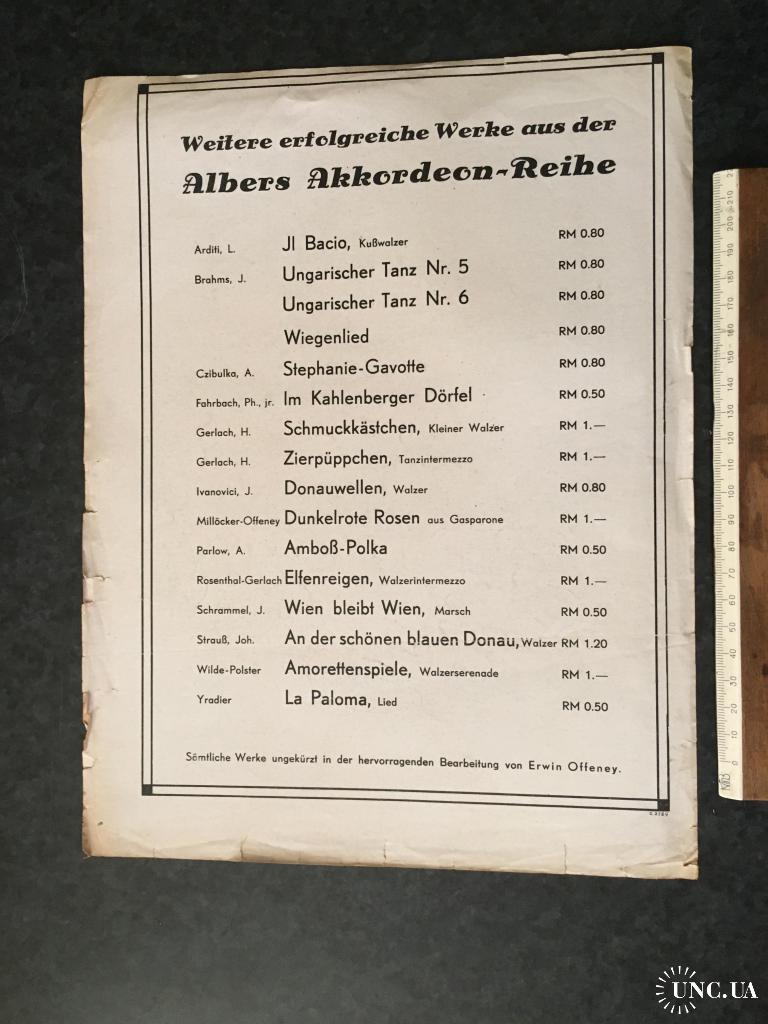 Weitere erfolgreiche Werke aus der
Albers Akkordeon-Reihe
Arditi, L. Jl Bacio, Kußwalzer RM 0.80
Brahms, J. Ungarischer Tanz Nr. 5 RM 0.80
Ungarischer Tanz Nr. 6 RM 0.80
Wiegenlied RM 0.80
Czibulka, A. Stephanie-Gavotte RM 0.80
Fahrbach, Ph., jr. Im Kahlenberger Dörfel RM 0.50
Gerlach, H. Schmuckkästchen, Kleiner Walzer RM 1.—
Gerlach, H. Zierpüppchen, Tanzintermezzo RM 1.—
Ivanovici, J. Donauwellen, Walzer RM 0.80
Millöcker-Offeney Dunkelrote Rosen aus Gasparone RM 1.—
Parlow, A. Amboß-Polka RM 0.50
Rosenthal-Gerlach Elfenreigen, Walzerintermezzo RM 1.—
Schrammel, J. Wien bleibt Wien, Marsch RM 0.50
Strauß, Joh. An der schönen blauen Donau, Walzer RM 1.20
Wilde-Polster Amorettenspiele, Walzerserenade RM 1.—
Yradier La Paloma, Lied RM 0.50
Sämtliche Werke ungekürzt in der hervorragenden Bearbeitung von Erwin Offeney.
UNC.UA